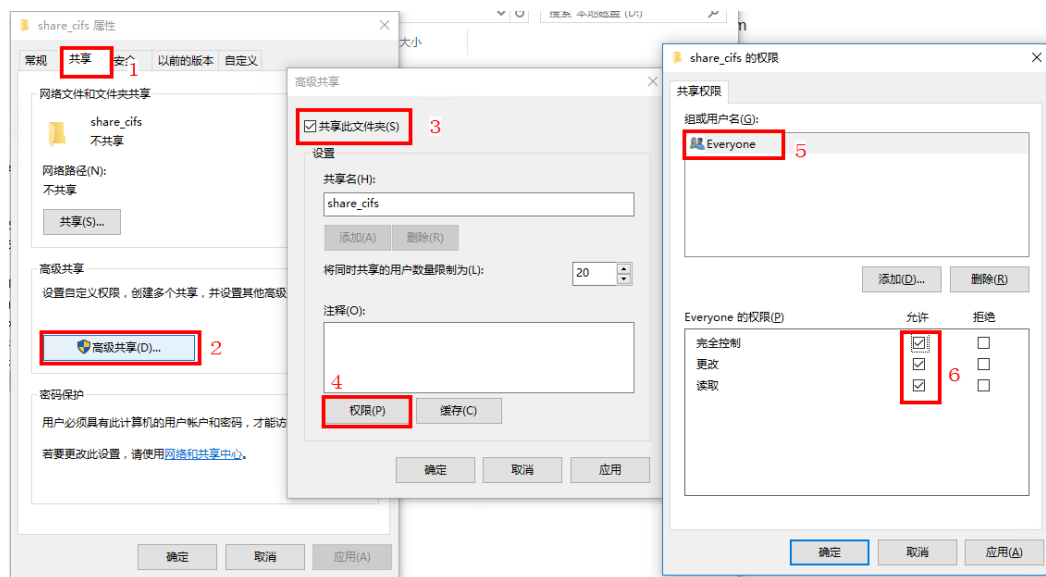 share_cifs 属性
常规 共享 安全 以前的版本 自定义
1
网络文件和文件夹共享
share_cifs
不共享
网络路径(N):
不共享
共享(S)...
高级共享
设置自定义权限，创建多个共享，并设置其他高级
高级共享(D)...
2
密码保护
用户必须具有此计算机的用户帐户和密码，才能访
若要更改此设置，请使用网络和共享中心。
确定 取消 应用(A)
搜索"本地磁盘 (D:)"
大小
高级共享
共享此文件夹(S)
3
设置
共享名(H):
share_cifs
添加(A) 删除(R)
将同时共享的用户数量限制为(L):
20
注释(O):
4
权限(P) 缓存(C)
确定 取消 应用
m
share_cifs 的权限
共享权限
组或用户名(G):
Everyone
5
添加(D)... 删除(R)
Everyone 的权限(P) 允许 拒绝
完全控制
更改
读取
6
确定 取消 应用(A)